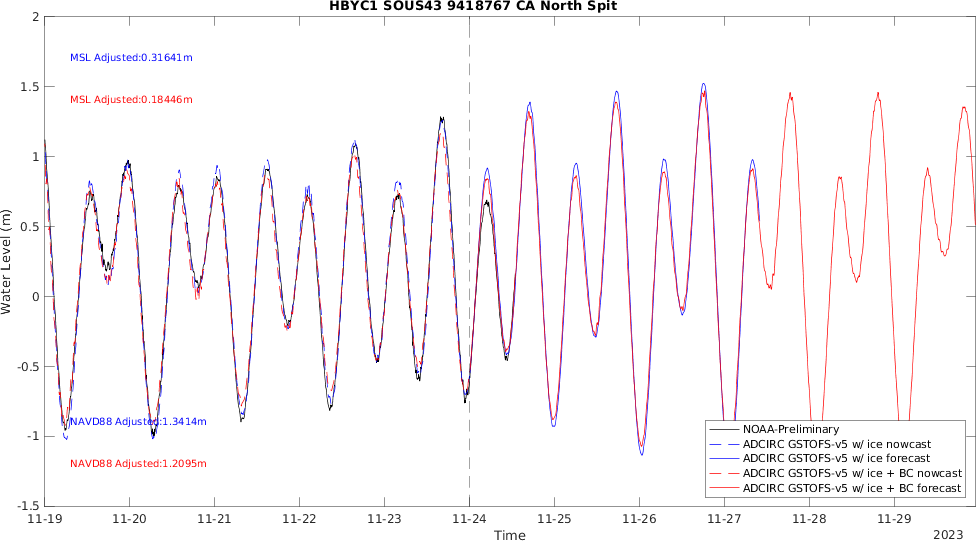 HBYC1 SOUS43 9418767 CA North Spit
2
1.5
1
0.5
0
-0.5
-1
-1.5
Water Level (m)
MSL Adjusted:0.31641m
MSL Adjusted:0.18446m
NAVD88 Adjusted:1.3414m
NAVD88 Adjusted:1.2095m
NOAA-Preliminary
ADCIRC GSTOFS-v5 w/ ice nowcast
ADCIRC GSTOFS-v5 w/ ice forecast
ADCIRC GSTOFS-v5 w/ ice + BC nowcast
ADCIRC GSTOFS-v5 w/ ice + BC forecast
11-19 11-20 11-21 11-22 11-23 11-24 11-25 11-26 11-27 11-28 11-29
Time
2023